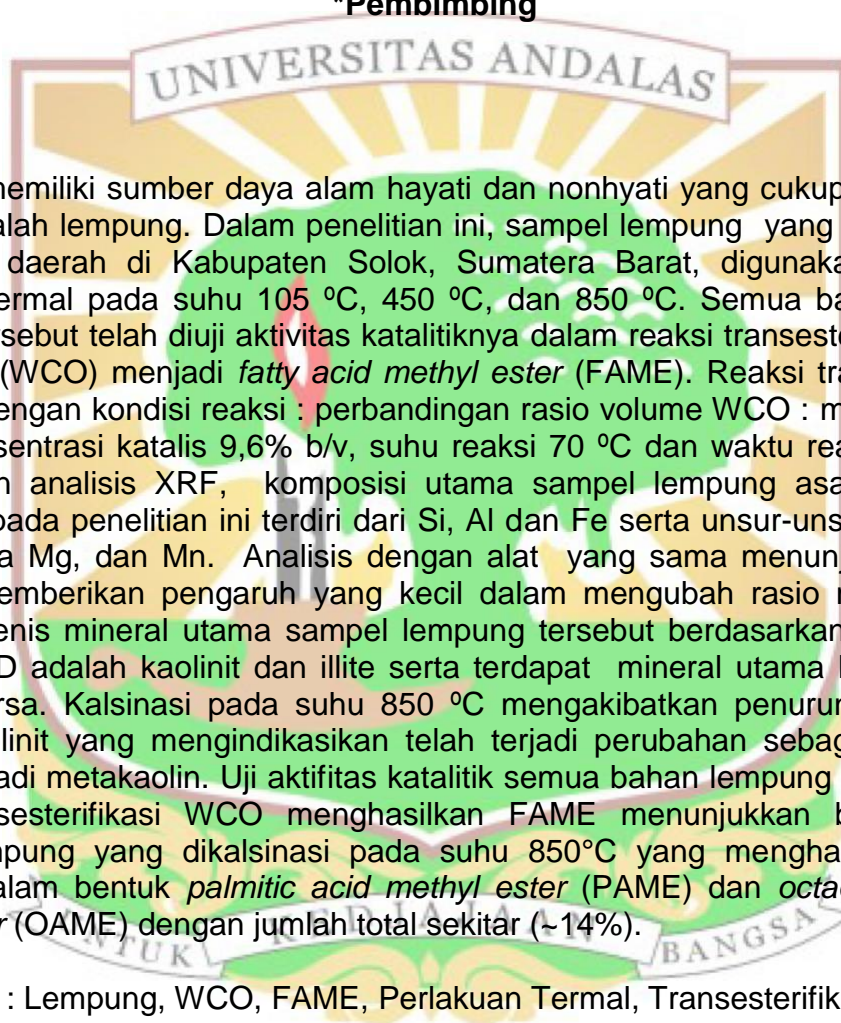 *Pembimbing
UNIVERSITAS ANDALAS
memiliki sumber daya alam hayati dan nonhyati yang cukup
alah lempung. Dalam penelitian ini, sampel lempung yang
daerah di Kabupaten Solok, Sumatera Barat, digunaka
ermal pada suhu 105 ºC, 450 ºC, dan 850 ºC. Semua ba
rsebut telah diuji aktivitas katalitiknya dalam reaksi transeste
(WCO) menjadi fatty acid methyl ester (FAME). Reaksi tra
engan kondisi reaksi : perbandingan rasio volume WCO : m
sentrasi katalis 9,6% b/v, suhu reaksi 70 ºC dan waktu rea
n analisis XRF, komposisi utama sampel lempung asa
pada penelitian ini terdiri dari Si, Al dan Fe serta unsur-uns
a Mg, dan Mn. Analisis dengan alat yang sama menunj
emberikan pengaruh yang kecil dalam mengubah rasio
enis mineral utama sampel lempung tersebut berdasarkan
D adalah kaolinit dan illite serta terdapat mineral utama
rsa. Kalsinasi pada suhu 850 ºC mengakibatkan penurun
linit yang mengindikasikan telah terjadi perubahan sebag
adi metakaolin. Uji aktifitas katalitik semua bahan lempung
sesterifikasi WCO menghasilkan FAME menunjukkan b
mpung yang dikalsinasi pada suhu 850°C yang mengha
alam bentuk palmitic acid methyl ester (PAME) dan octa
r (OAME) dengan jumlah total sekitar (~14%).
UNTUK KEDJAJAAN BANGSA
: Lempung, WCO, FAME, Perlakuan Termal, Transesterifik